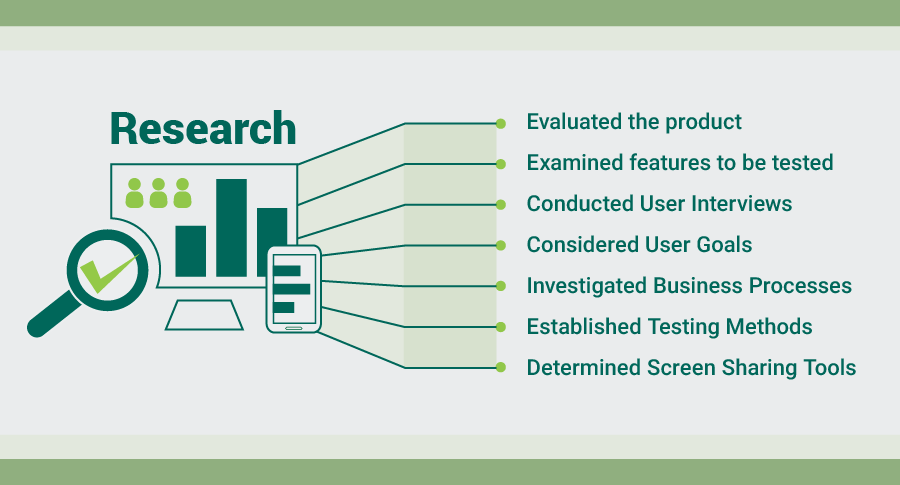 Research
Evaluated the product
Examined features to be tested
Conducted User Interviews
Considered User Goals
Investigated Business Processes
Established Testing Methods
Determined Screen Sharing Tools